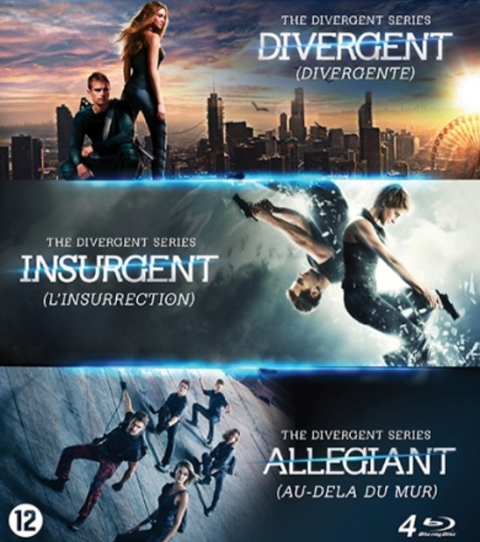 THE DIVERGENT SERIES
DIVERGENT
(DIVERGENTE)
THE DIVERGENT SERIES
INSURGENT
(L'INSURRECTION)
THE DIVERGENT SERIES
ALLEGIANT
(AU-DELA DU MUR)
12
4 Blu-ray Disc